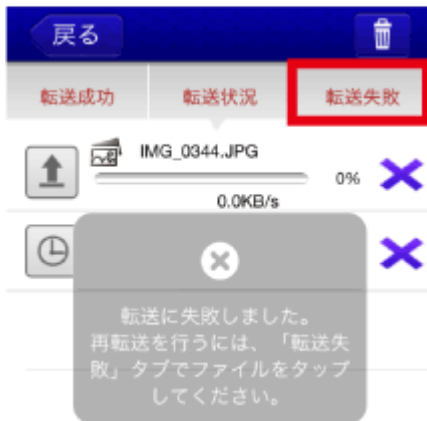 戻る
転送成功
転送状況
転送失敗
IMG_0344.JPG
0%
0.0KB/s
転送に失敗しました。
再転送を行うには、「転送失
敗」タブでファイルをタップ
してください。